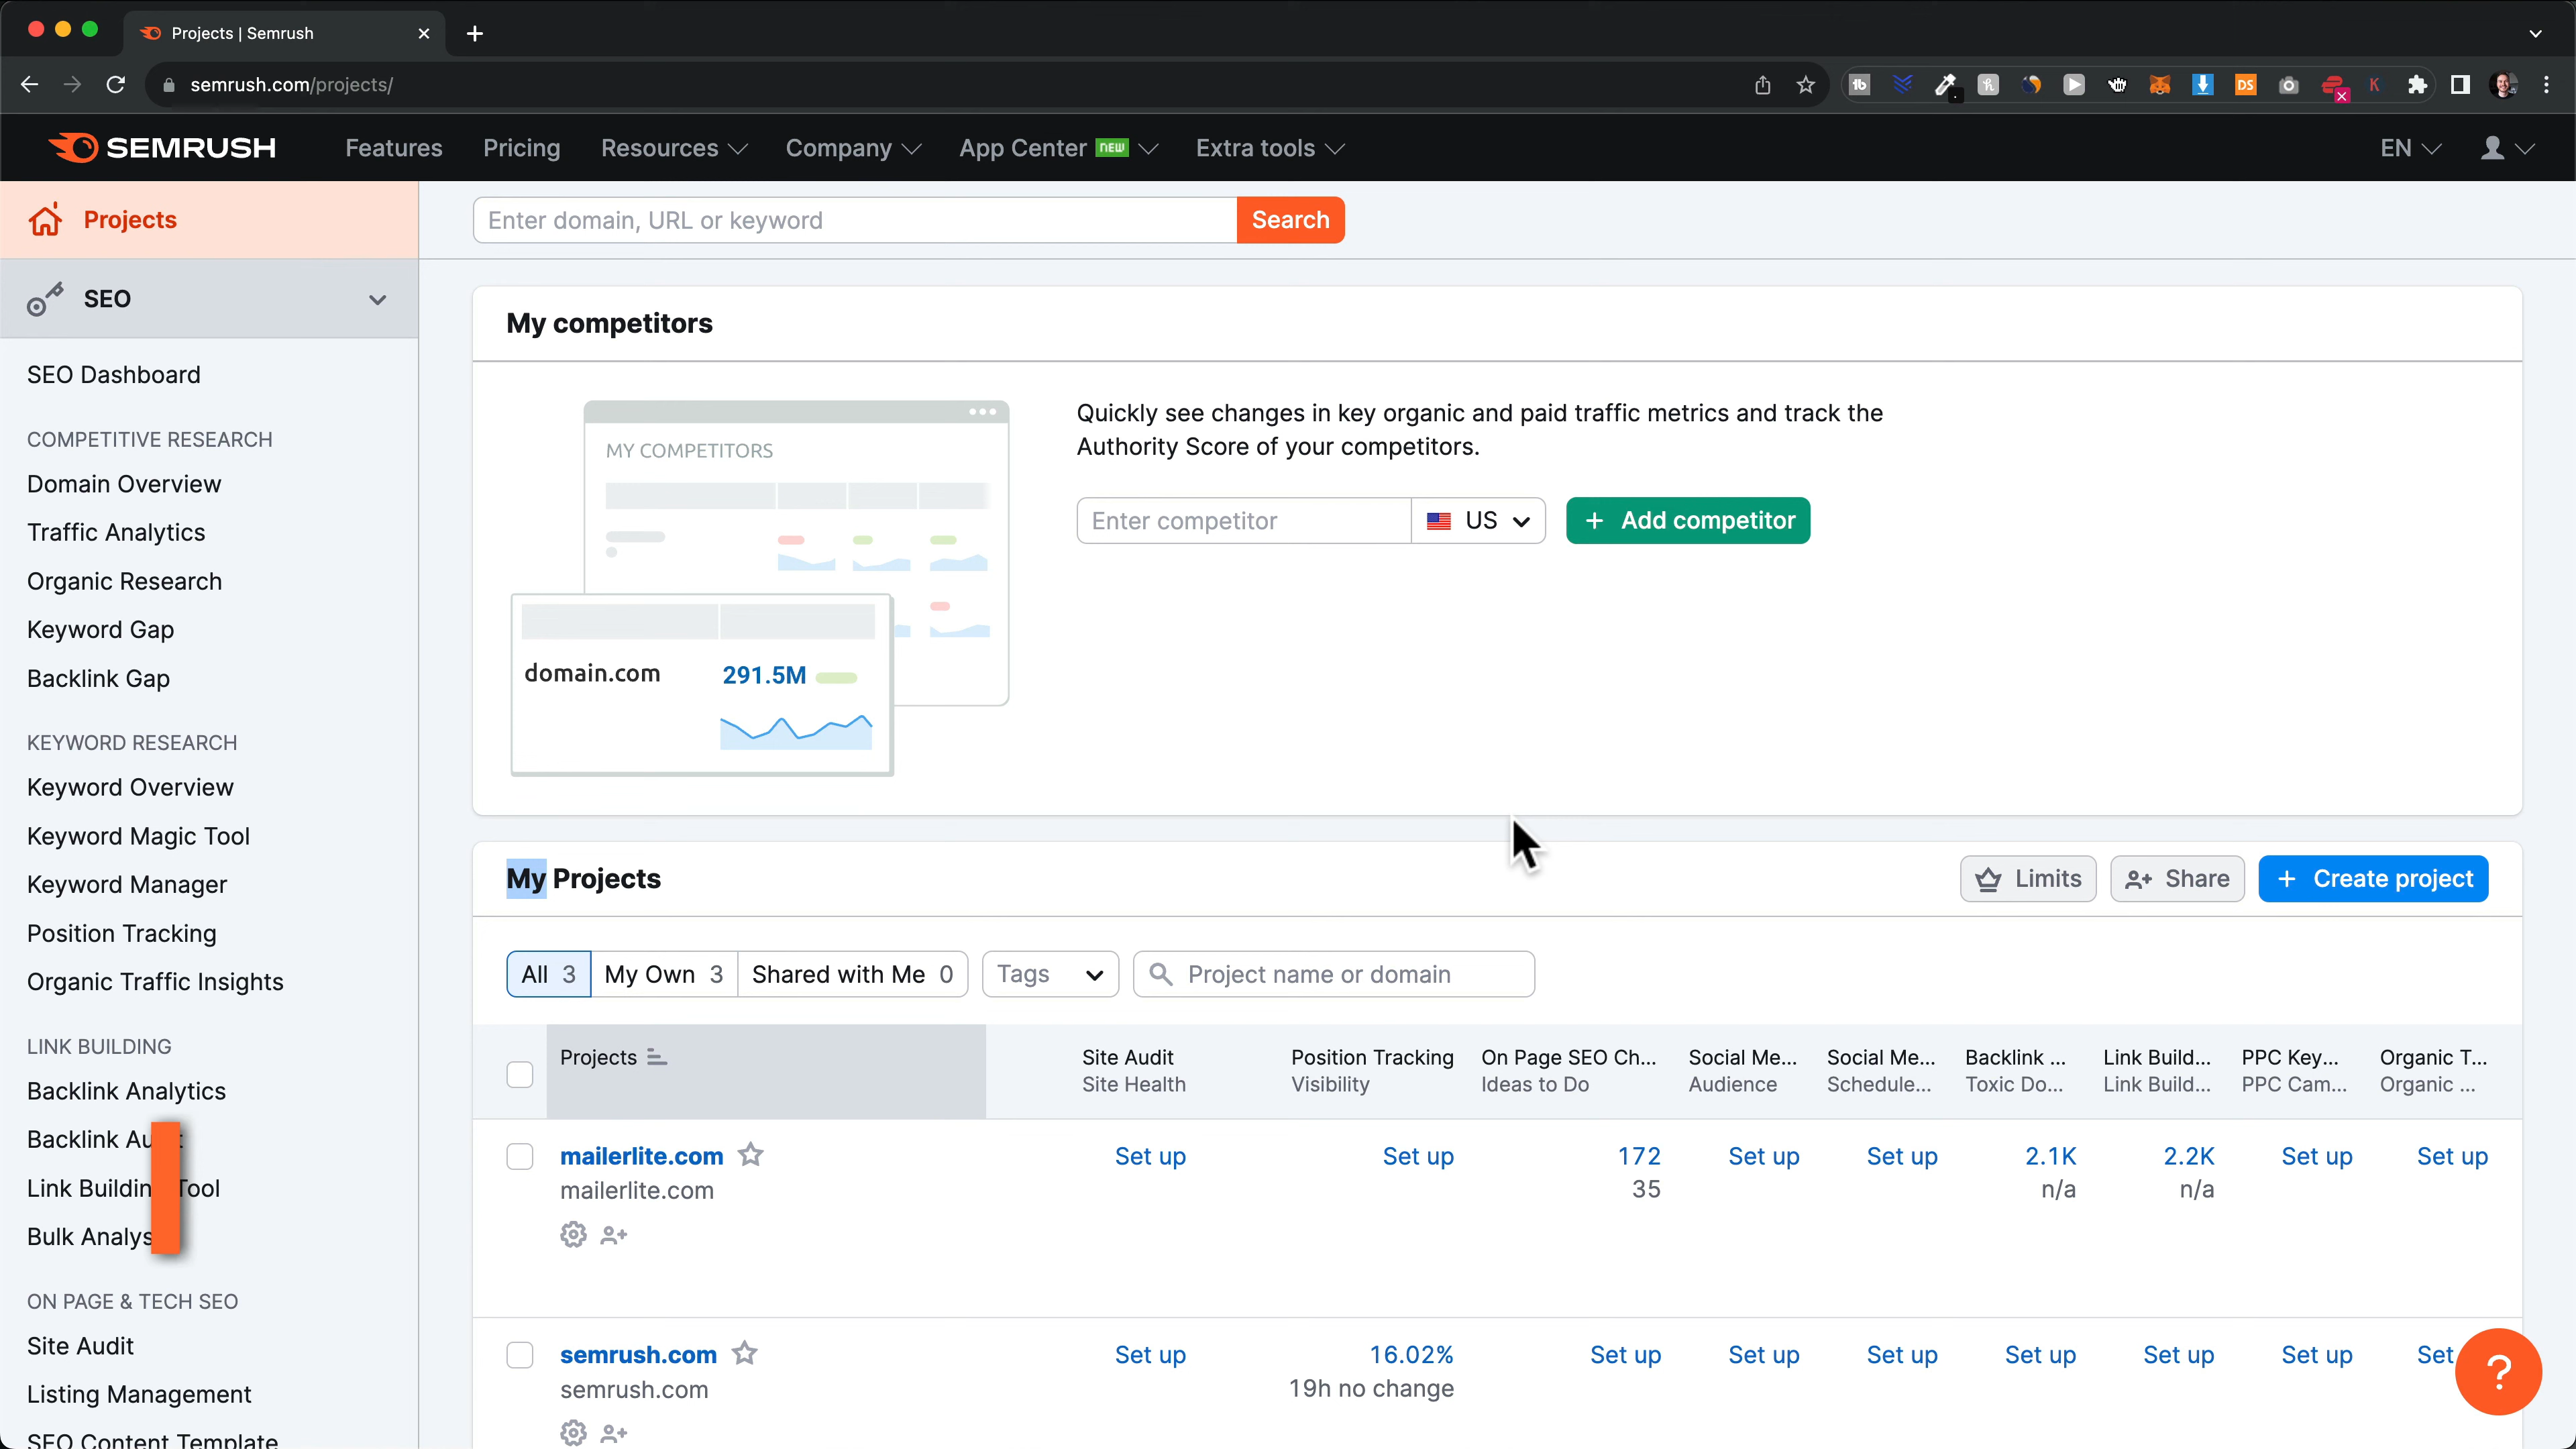 Projects | Semrush
semrush.com/projects/
SEMRUSH
Features
Pricing
Resources
Company
App Center NEW
Extra tools
EN
Projects
Enter domain, URL or keyword
Search
SEO
SEO Dashboard
COMPETITIVE RESEARCH
Domain Overview
Traffic Analytics
Organic Research
Keyword Gap
Backlink Gap
KEYWORD RESEARCH
Keyword Overview
Keyword Magic Tool
Keyword Manager
Position Tracking
Organic Traffic Insights
LINK BUILDING
Backlink Analytics
Backlink
Link Tool
Bulk
ON PAGE & TECH SEO
Site Audit
Listing Management
SEO Content Template
My competitors
MY COMPETITORS
domain.com 291.5M
Quickly see changes in key organic and paid traffic metrics and track the
Authority Score of your competitors.
Enter competitor
US
+ Add competitor
My Projects
Limits
Share
+ Create project
All 3
My Own 3
Shared with Me 0
Tags
Project name or domain
Projects
Site Audit
Site Health
Position Tracking
Visibility
On Page SEO Ch...
Ideas to Do
Social Me...
Audience
Social Me...
Schedule...
Backlink ...
Toxic Do...
Link Build...
Link Build...
PPC Key...
PPC Cam...
Organic T...
Organic ...
mailerlite.com
mailerlite.com
Set up
Set up
172
35
Set up
Set up
2.1K
n/a
2.2K
n/a
Set up
Set up
semrush.com
semrush.com
Set up
16.02%
19h no change
Set up
Set up
Set up
Set up
Set up
Set up
Set
?